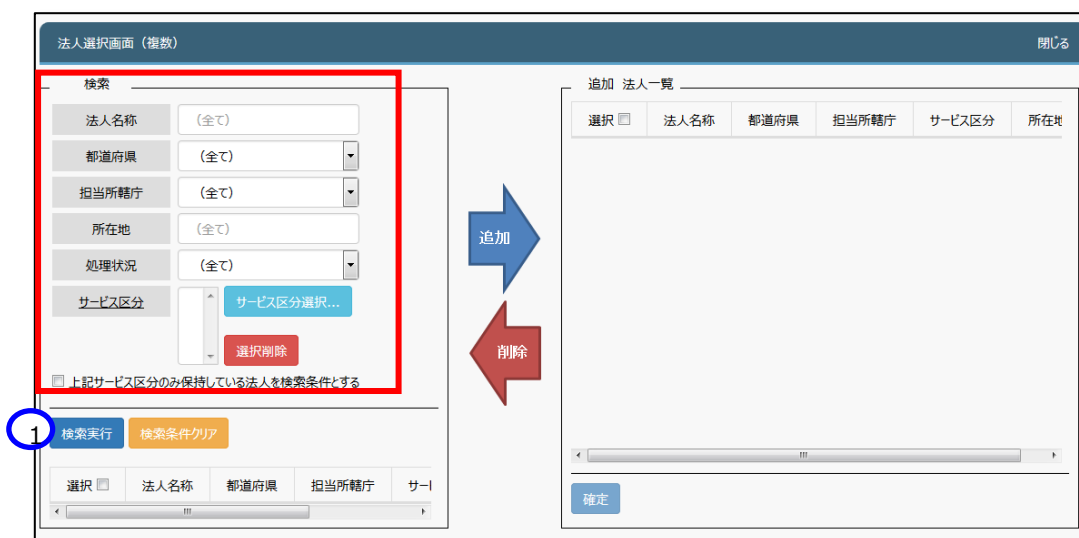 法人選択画面（複数）
閉じる
検索
法人名称 （全て）
都道府県 （全て）
担当所轄庁 （全て）
所在地 （全て）
処理状況 （全て）
サービス区分 サービス区分選択...
選択削除
上記サービス区分のみ保持している法人を検索条件とする
1 検索実行 検索条件クリア
選択 法人名称 都道府県 担当所轄庁 サー
追加
削除
追加 法人一覧
選択 法人名称 都道府県 担当所轄庁 サービス区分 所在地
確定